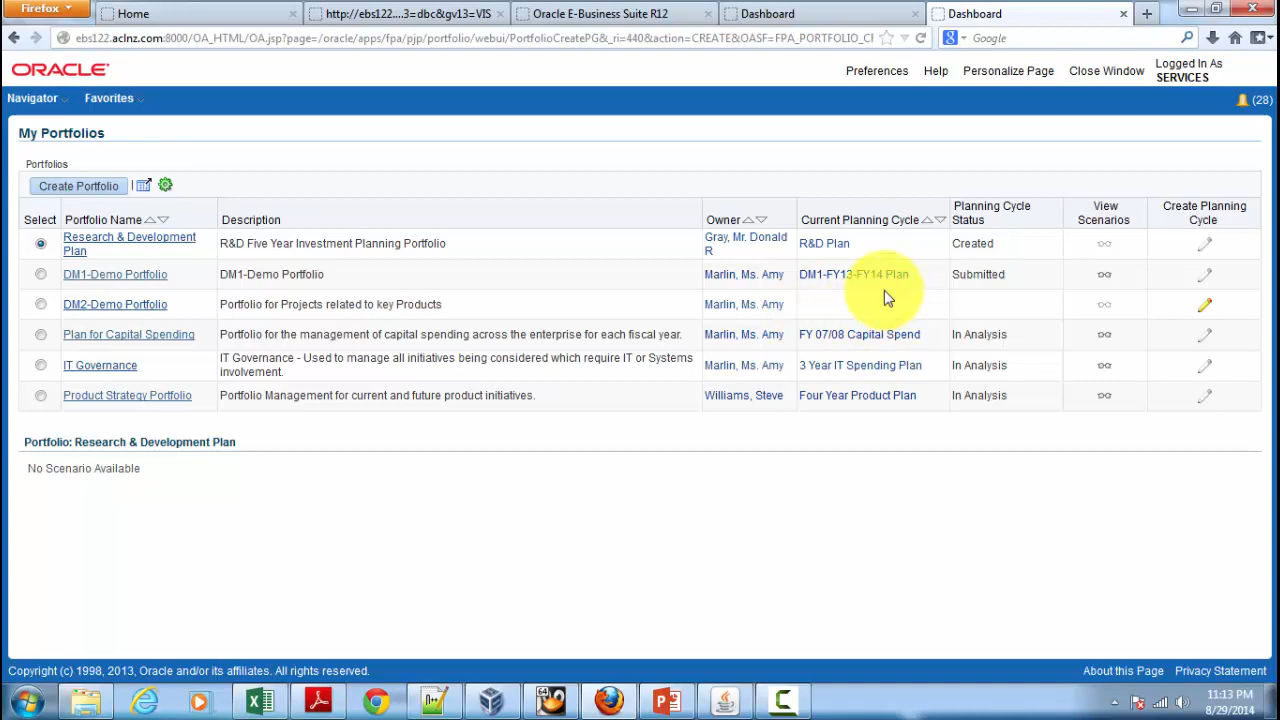 Firefox
Home
http://ebs122....3=dbc&gv13=VIS
Oracle E-Business Suite R12
Dashboard
Dashboard
ebs122.aclnz.com:8000/OA_HTML/OA.jsp?page=/oracle/apps/fpa/pjp/portfolio/webui/PortfolioCreatePG&_ri=440&action=CREATE&OASF=FPA_PORTFOLIO_CI
Google
ORACLE
Preferences Help Personalize Page Close Window Logged In As SERVICES
Navigator Favorites (28)
My Portfolios
Portfolios
Create Portfolio
Select Portfolio Name Description Owner Current Planning Cycle Planning Cycle Status View Scenarios Create Planning Cycle
Research & Development Plan R&D Five Year Investment Planning Portfolio Gray, Mr. Donald R R&D Plan Created
DM1-Demo Portfolio DM1-Demo Portfolio Marlin, Ms. Amy DM1-FY13-FY14 Plan Submitted
DM2-Demo Portfolio Portfolio for Projects related to key Products Marlin, Ms. Amy
Plan for Capital Spending Portfolio for the management of capital spending across the enterprise for each fiscal year. Marlin, Ms. Amy FY 07/08 Capital Spend In Analysis
IT Governance IT Governance - Used to manage all initiatives being considered which require IT or Systems involvement. Marlin, Ms. Amy 3 Year IT Spending Plan In Analysis
Product Strategy Portfolio Portfolio Management for current and future product initiatives. Williams, Steve Four Year Product Plan In Analysis
Portfolio: Research & Development Plan
No Scenario Available
Copyright (c) 1998, 2013, Oracle and/or its affiliates. All rights reserved. About this Page Privacy Statement
64
11:13 PM
8/29/2014